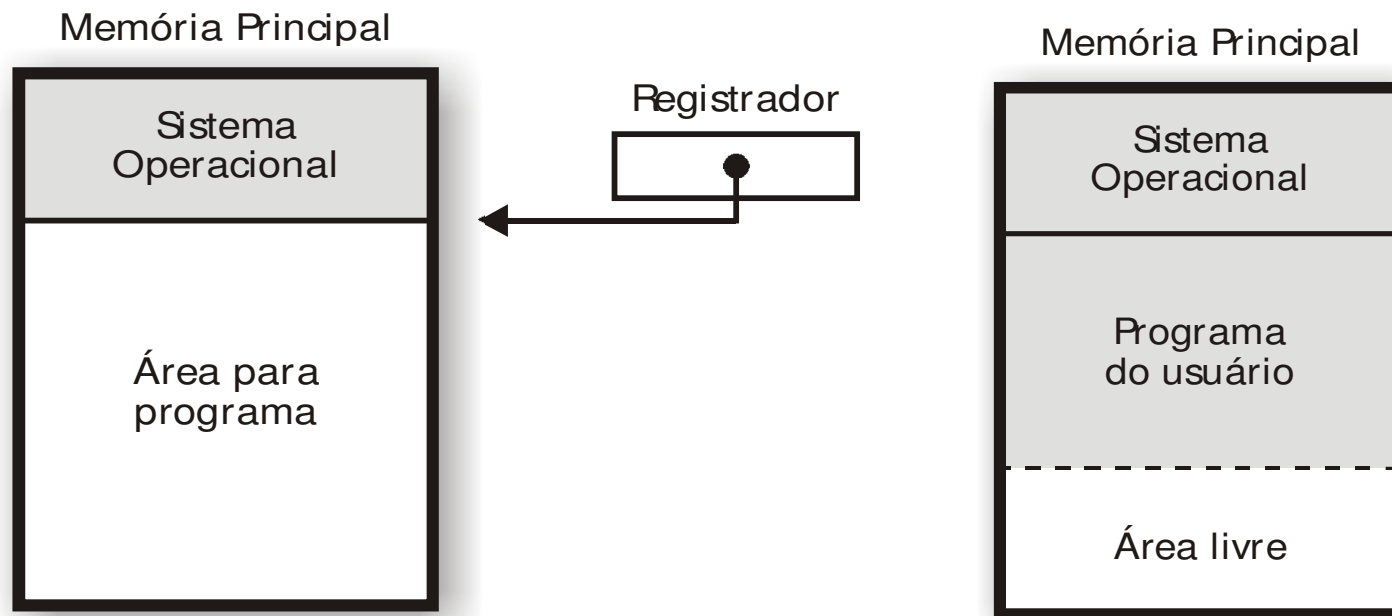 Memória Principal
Sistema
Operacional
Área para
programa
Registrador
Memória Principal
Sistema
Operacional
Programa
do usuário
Área livre